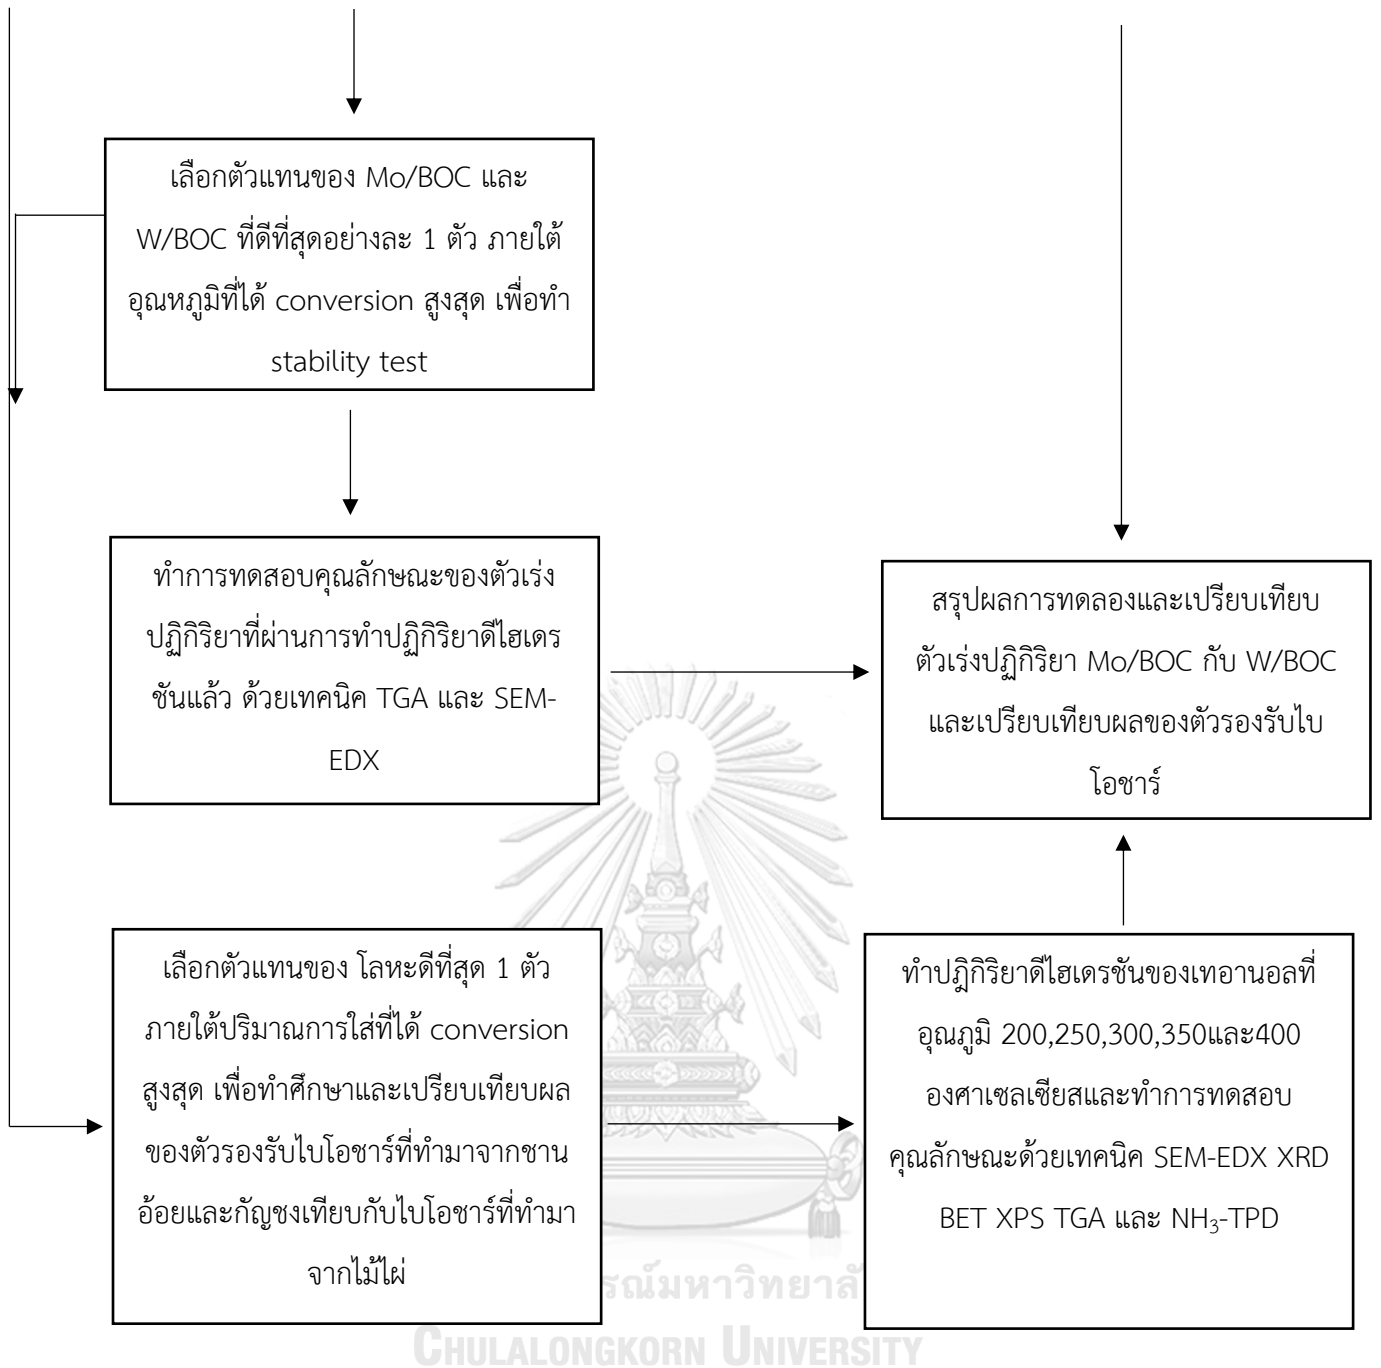 เลือกตัวแทนของ Mo/BOC และ
W/BOC ที่ดีที่สุดอย่างละ 1 ตัว ภายใต้
อุณหภูมิที่ได้ conversion สูงสุด เพื่อทำ
stability test
ทำการทดสอบคุณลักษณะของตัวเร่ง
ปฏิกิริยาที่ผ่านการทำปฏิกิริยาดีไฮเดร
ชันแล้ว ด้วยเทคนิค TGA และ SEM-
EDX
สรุปผลการทดลองและเปรียบเทียบ
ตัวเร่งปฏิกิริยา Mo/BOC กับ W/BOC
และเปรียบเทียบผลของตัวรองรับไบ
โอชาร์
เลือกตัวแทนของ โลหะดีที่สุด 1 ตัว
ภายใต้ปริมาณการใส่ที่ได้ conversion
สูงสุด เพื่อทำศึกษาและเปรียบเทียบผล
ของตัวรองรับไบโอชาร์ที่ทำมาจากชาน
อ้อยและกัญชงเทียบกับไบโอชาร์ที่ทำมา
จากไม้ไผ่
ทำปฎิกิริยาดีไฮเดรชันของเทอานอลที่
อุณภูมิ 200,250,300,350และ400
องศาเซลเซียสและทำการทดสอบ
คุณลักษณะด้วยเทคนิค SEM-EDX XRD
BET XPS TGA และ NH₃-TPD
รณ์มหาวิทยาลั
CHULALONGKORN UNIVERSITY